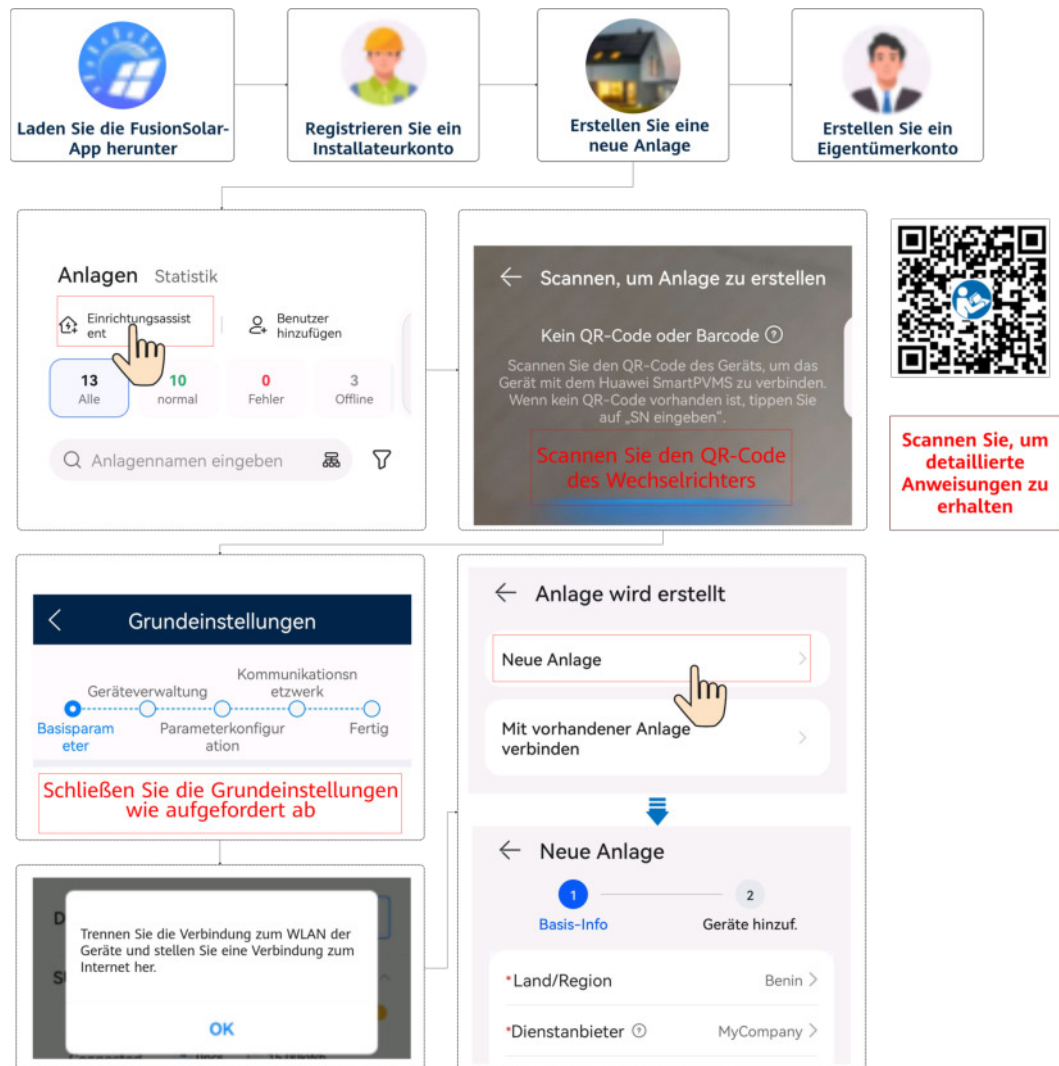 Laden Sie die FusionSolar-
App herunter
Registrieren Sie ein
Installateurkonto
Erstellen Sie eine
neue Anlage
Erstellen Sie ein
Eigentümerkonto
Anlagen Statistik
Einrichtungsassist
ent
Benutzer
hinzufügen
13
Alle
10
normal
0
Fehler
3
Offline
Anlagennamen eingeben
Scannen, um Anlage zu erstellen
Kein QR-Code oder Barcode
Scannen Sie den QR-Code des Geräts, um das
Gerät mit dem Huawei SmartPVMS zu verbinden.
Wenn kein QR-Code vorhanden ist, tippen Sie
auf „SN eingeben“.
Scannen Sie den QR-Code
des Wechselrichters
Scannen Sie, um
detaillierte
Anweisungen zu
erhalten
Grundeinstellungen
Kommunikationsn
etzwerk
Geräteverwaltung
Basisparam
eter
Parameterkonfigur
ation
Fertig
Schließen Sie die Grundeinstellungen
wie aufgefordert ab
Trennen Sie die Verbindung zum WLAN der
Geräte und stellen Sie eine Verbindung zum
Internet her.
OK
Anlage wird erstellt
Neue Anlage
Mit vorhandener Anlage
verbinden
Neue Anlage
1
Basis-Info
2
Geräte hinzuf.
*Land/Region Benin
*Dienstanbieter MyCompany